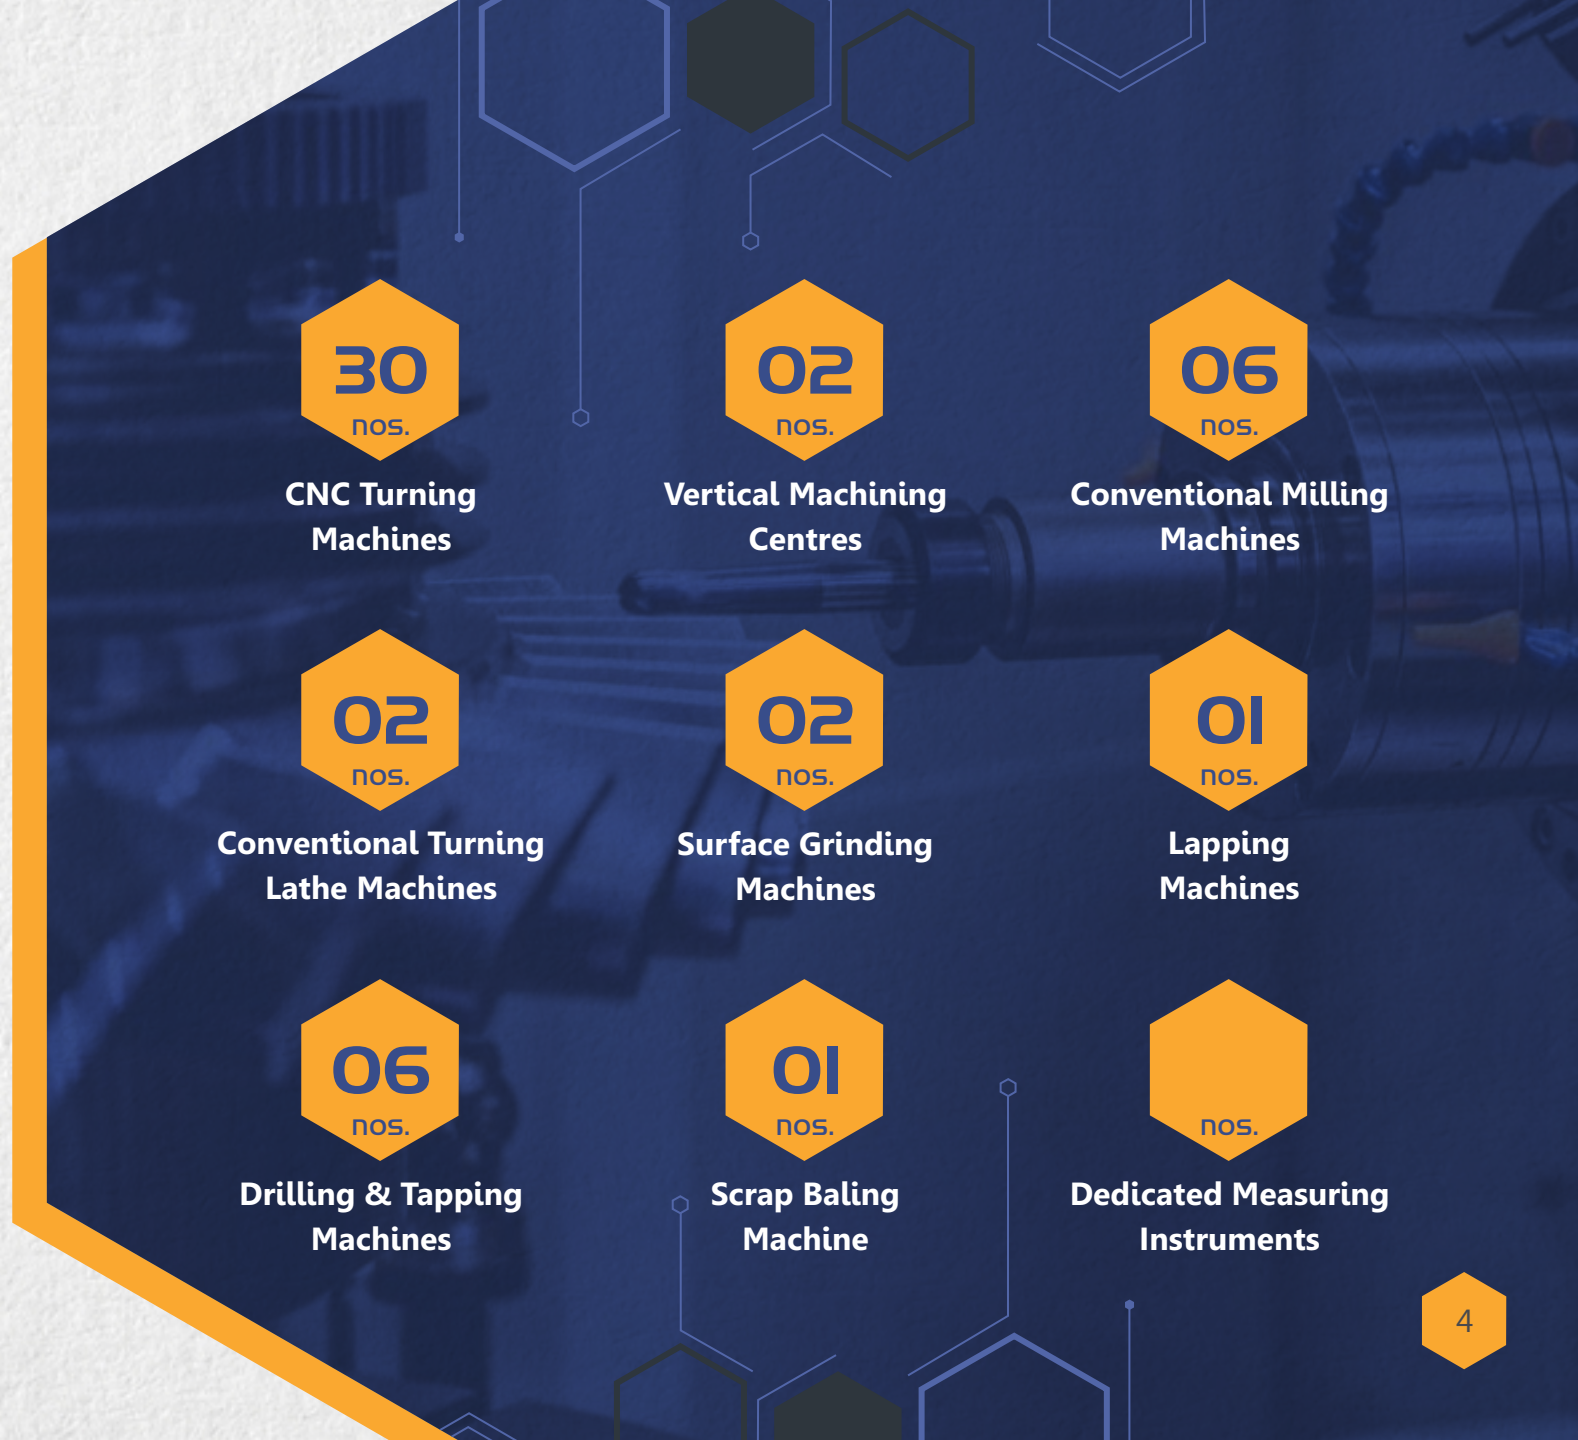 30
nos.
CNC Turning
Machines
02
nos.
Vertical Machining
Centres
06
nos.
Conventional Milling
Machines
02
nos.
Conventional Turning
Lathe Machines
02
nos.
Surface Grinding
Machines
01
nos.
Lapping
Machines
06
nos.
Drilling & Tapping
Machines
01
nos.
Scrap Baling
Machine
nos.
Dedicated Measuring
Instruments
4